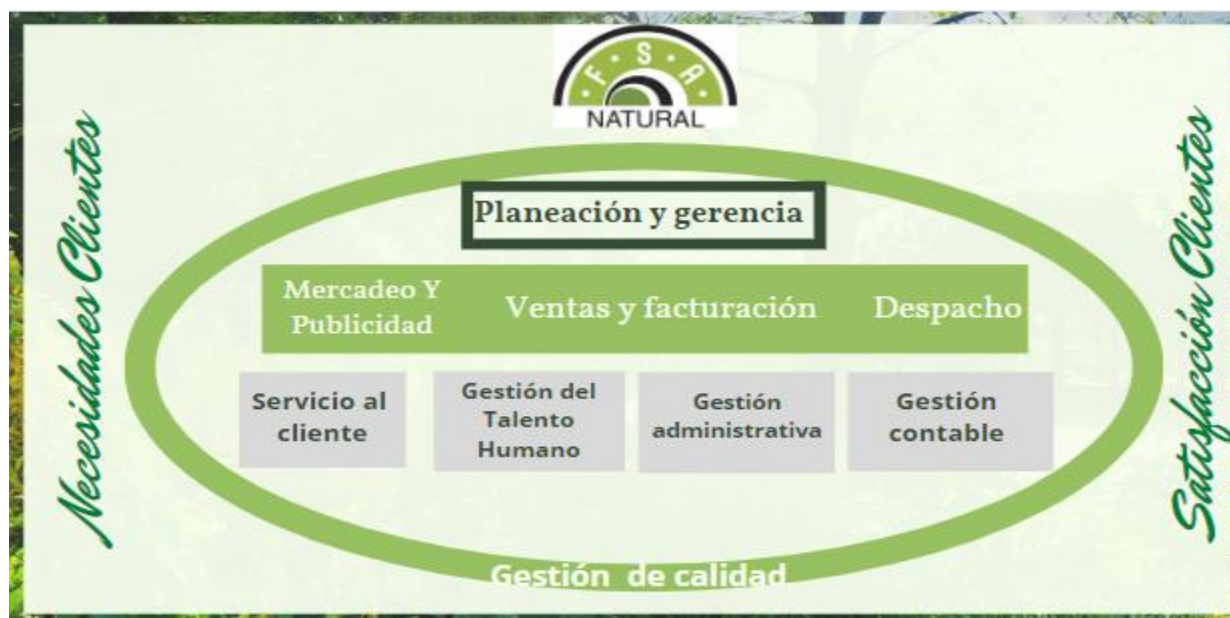 F·S·A
NATURAL
Necesidades Clientes
Planeación y gerencia
Mercadeo Y
Publicidad
Ventas y facturación
Despacho
Servicio al
cliente
Gestión del
Talento
Humano
Gestión
administrativa
Gestión
contable
Gestión de calidad
Satisfacción Clientes